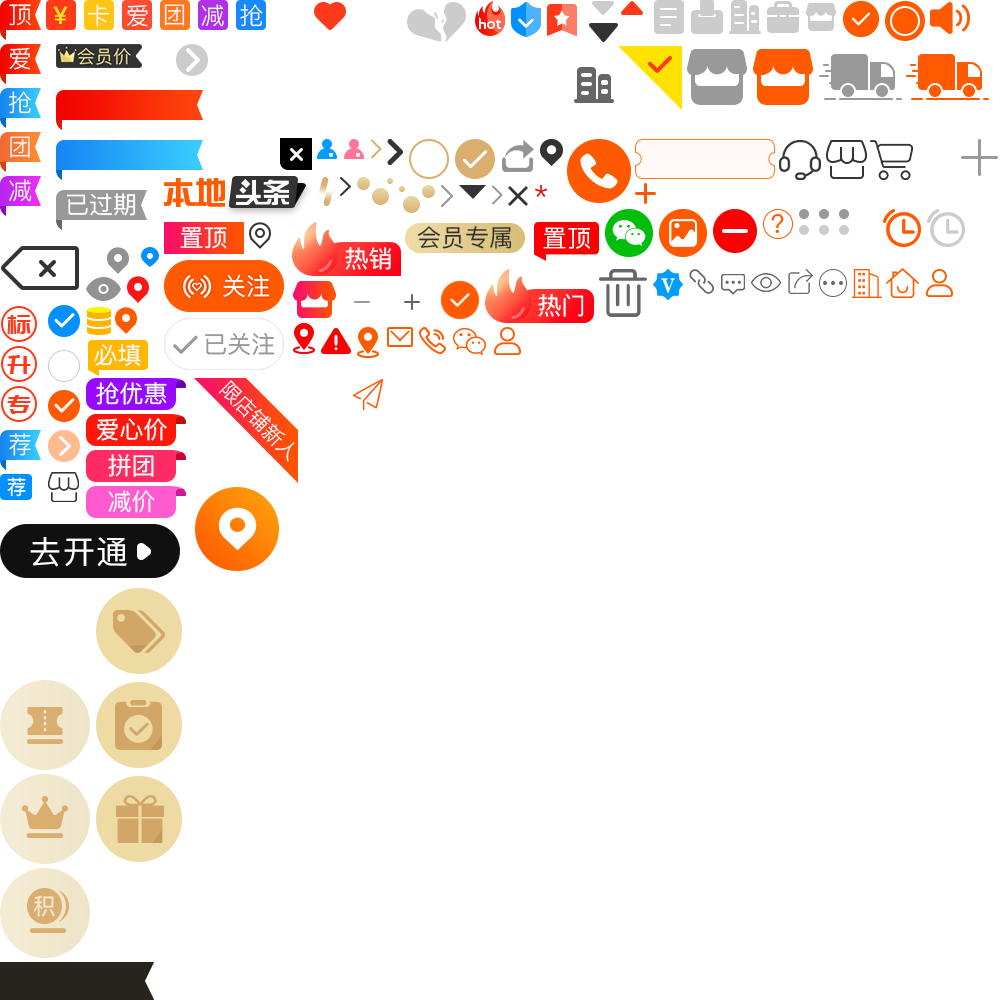 顶
¥
卡
爱
团
减
抢
hot
爱
会员价
抢
团
减
已过期
本地头条
置顶
会员专属
置顶
热销
关注
热门
V
标
已关注
必填
升
抢优惠
限店铺新人
专
爱心价
荐
拼团
荐
减价
去开通
积